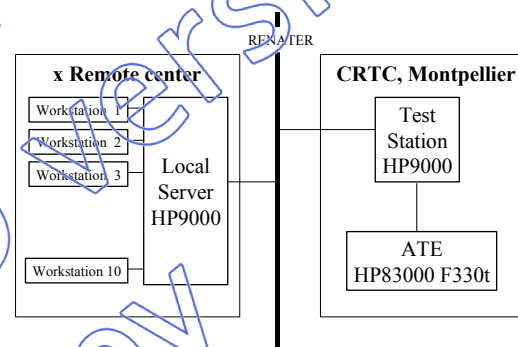 RENATER
x Remote center
Workstation 1
Workstation 2
Workstation 3
Workstation 10
Local
Server
HP9000
CRTC, Montpellier
Test
Station
HP9000
ATE
HP83000 F330t